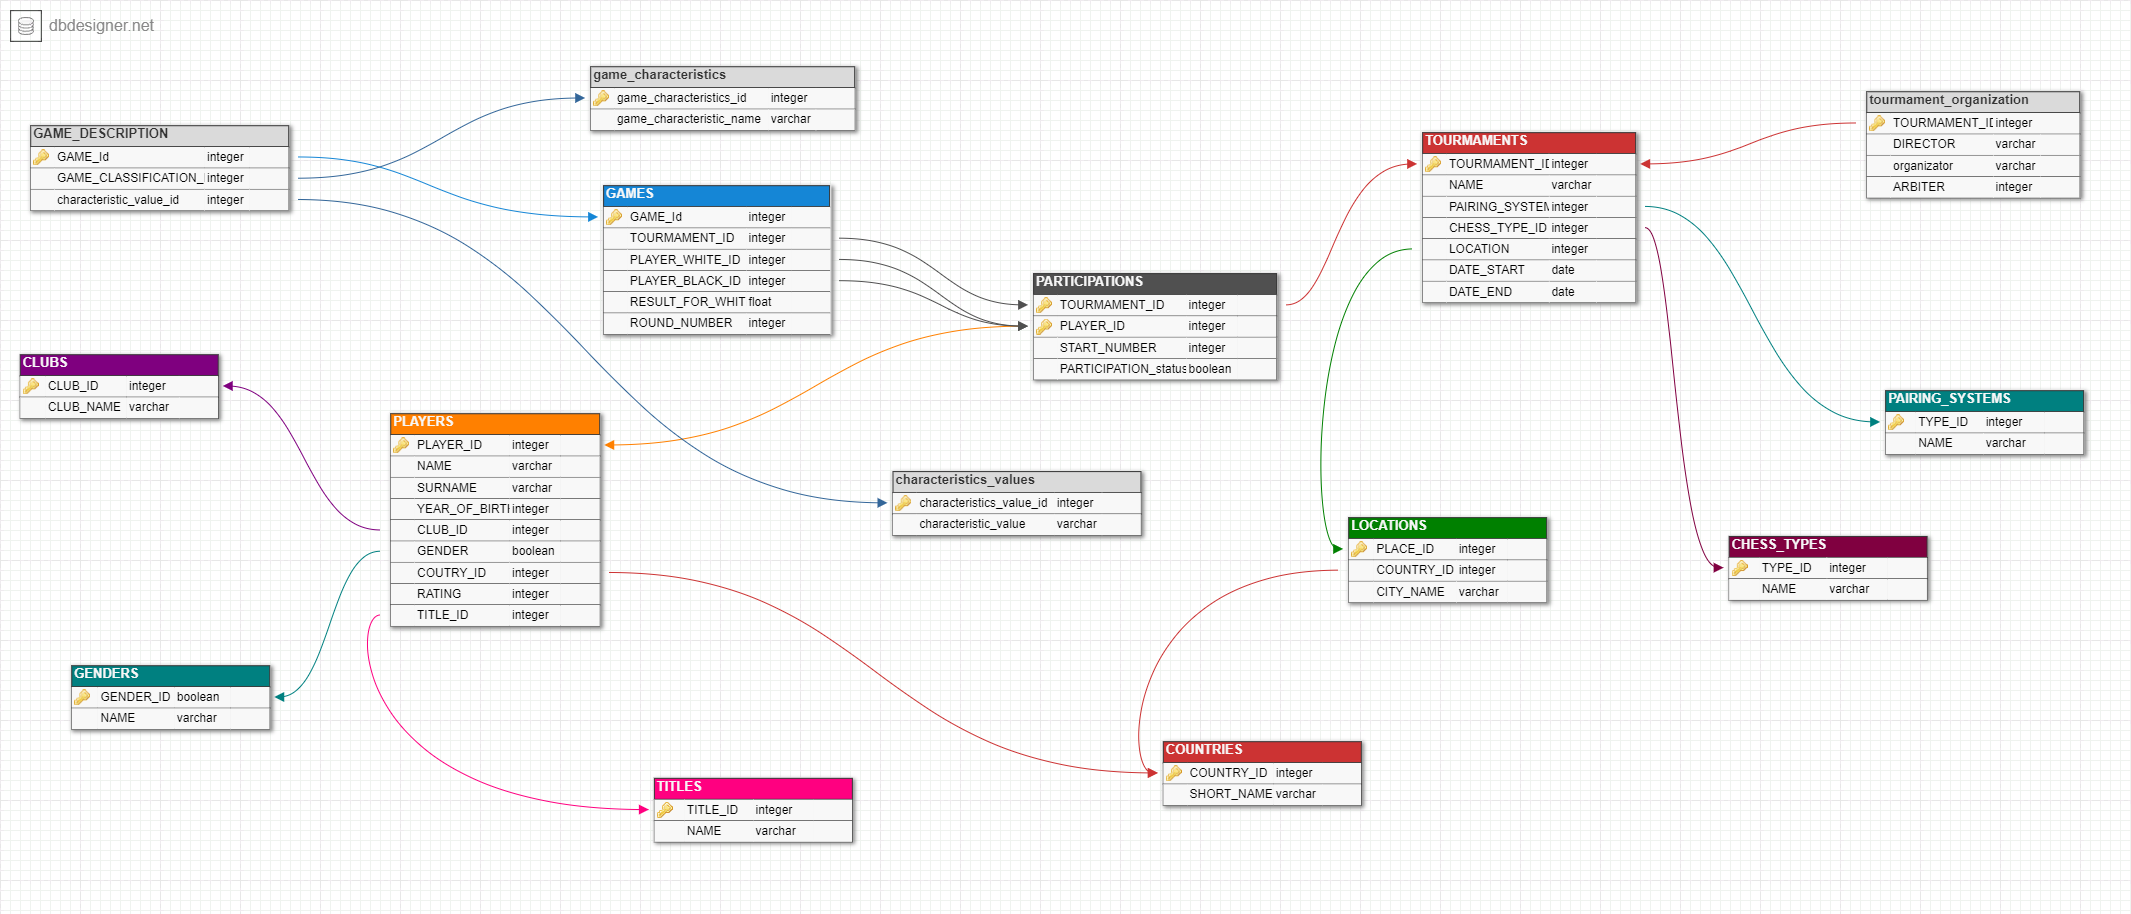 dbdesigner.net
game_characteristics
game_characteristics_id integer
game_characteristic_name varchar
GAME_DESCRIPTION
GAME_Id integer
GAME_CLASSIFICATION_ integer
characteristic_value_id integer
GAMES
GAME_Id integer
TOURMAMENT_ID integer
PLAYER_WHITE_ID integer
PLAYER_BLACK_ID integer
RESULT_FOR_WHIT float
ROUND_NUMBER integer
PARTICIPATIONS
TOURMAMENT_ID integer
PLAYER_ID integer
START_NUMBER integer
PARTICIPATION_status boolean
TOURMAMENTS
TOURMAMENT_ID integer
NAME varchar
PAIRING_SYSTEM integer
CHESS_TYPE_ID integer
LOCATION integer
DATE_START date
DATE_END date
tournament_organization
TOURMAMENT_ID integer
DIRECTOR varchar
organizator varchar
ARBITER integer
CLUBS
CLUB_ID integer
CLUB_NAME varchar
PLAYERS
PLAYER_ID integer
NAME varchar
SURNAME varchar
YEAR_OF_BIRTH integer
CLUB_ID integer
GENDER boolean
COUTRY_ID integer
RATING integer
TITLE_ID integer
characteristics_values
characteristics_value_id integer
characteristic_value varchar
PAIRING_SYSTEMS
TYPE_ID integer
NAME varchar
LOCATIONS
PLACE_ID integer
COUNTRY_ID integer
CITY_NAME varchar
CHESS_TYPES
TYPE_ID integer
NAME varchar
GENDERS
GENDER_ID boolean
NAME varchar
TITLES
TITLE_ID integer
NAME varchar
COUNTRIES
COUNTRY_ID integer
SHORT_NAME varchar